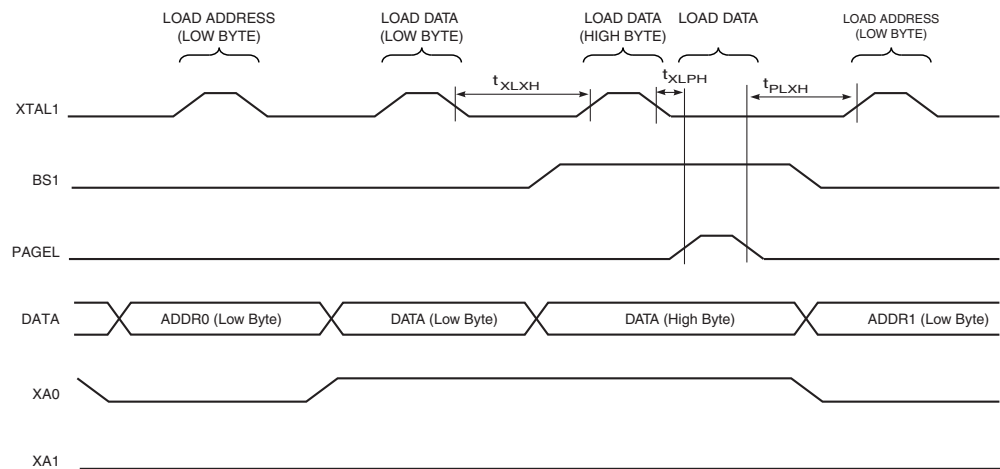 LOAD ADDRESS
(LOW BYTE)
LOAD DATA
(LOW BYTE)
LOAD DATA
(HIGH BYTE)
LOAD DATA
LOAD ADDRESS
(LOW BYTE)
tXLXH
tXLPH
tPLXH
XTAL1
BS1
PAGEL
DATA
ADDR0 (Low Byte)
DATA (Low Byte)
DATA (High Byte)
ADDR1 (Low Byte)
XA0
XA1